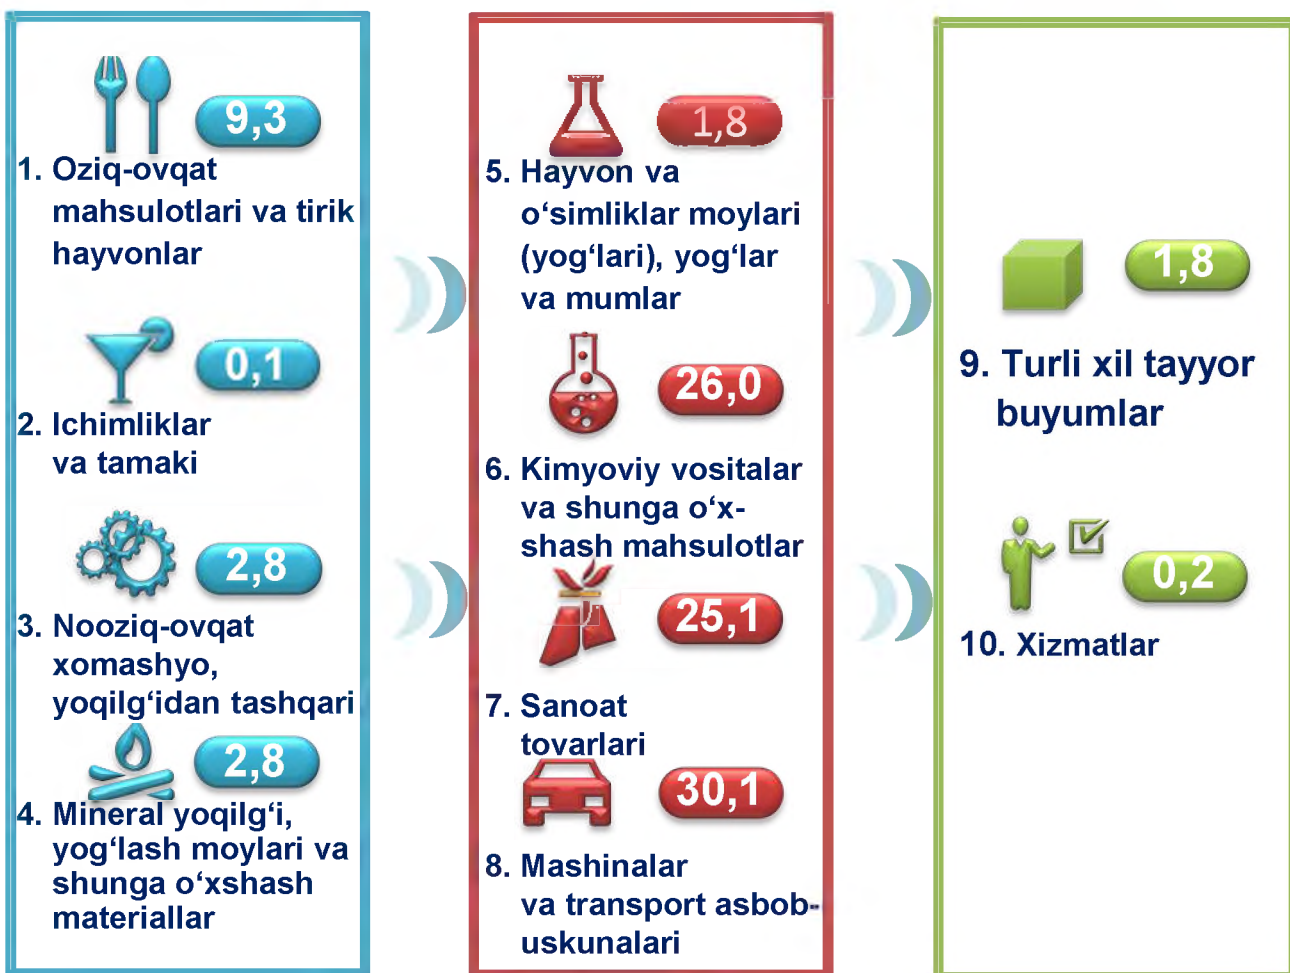 9,3
1. Oziq-ovqat
mahsulotlari va tirik
hayvonlar
0,1
2. Ichimliklar
va tamaki
2,8
3. Nooziq-ovqat
xomashyo,
yoqilg‘idan tashqari
2,8
4. Mineral yoqilg‘i,
yog‘lash moylari va
shunga o‘xshash
materiallar
1,8
5. Hayvon va
o‘simliklar moylari
(yog‘lari), yog‘lar
va mumlar
26,0
6. Kimyoviy vositalar
va shunga o‘x-
shash mahsulotlar
25,1
7. Sanoat
tovarlari
30,1
8. Mashinalar
va transport asbob-
uskunalari
1,8
9. Turli xil tayyor
buyumlar
0,2
10. Xizmatlar